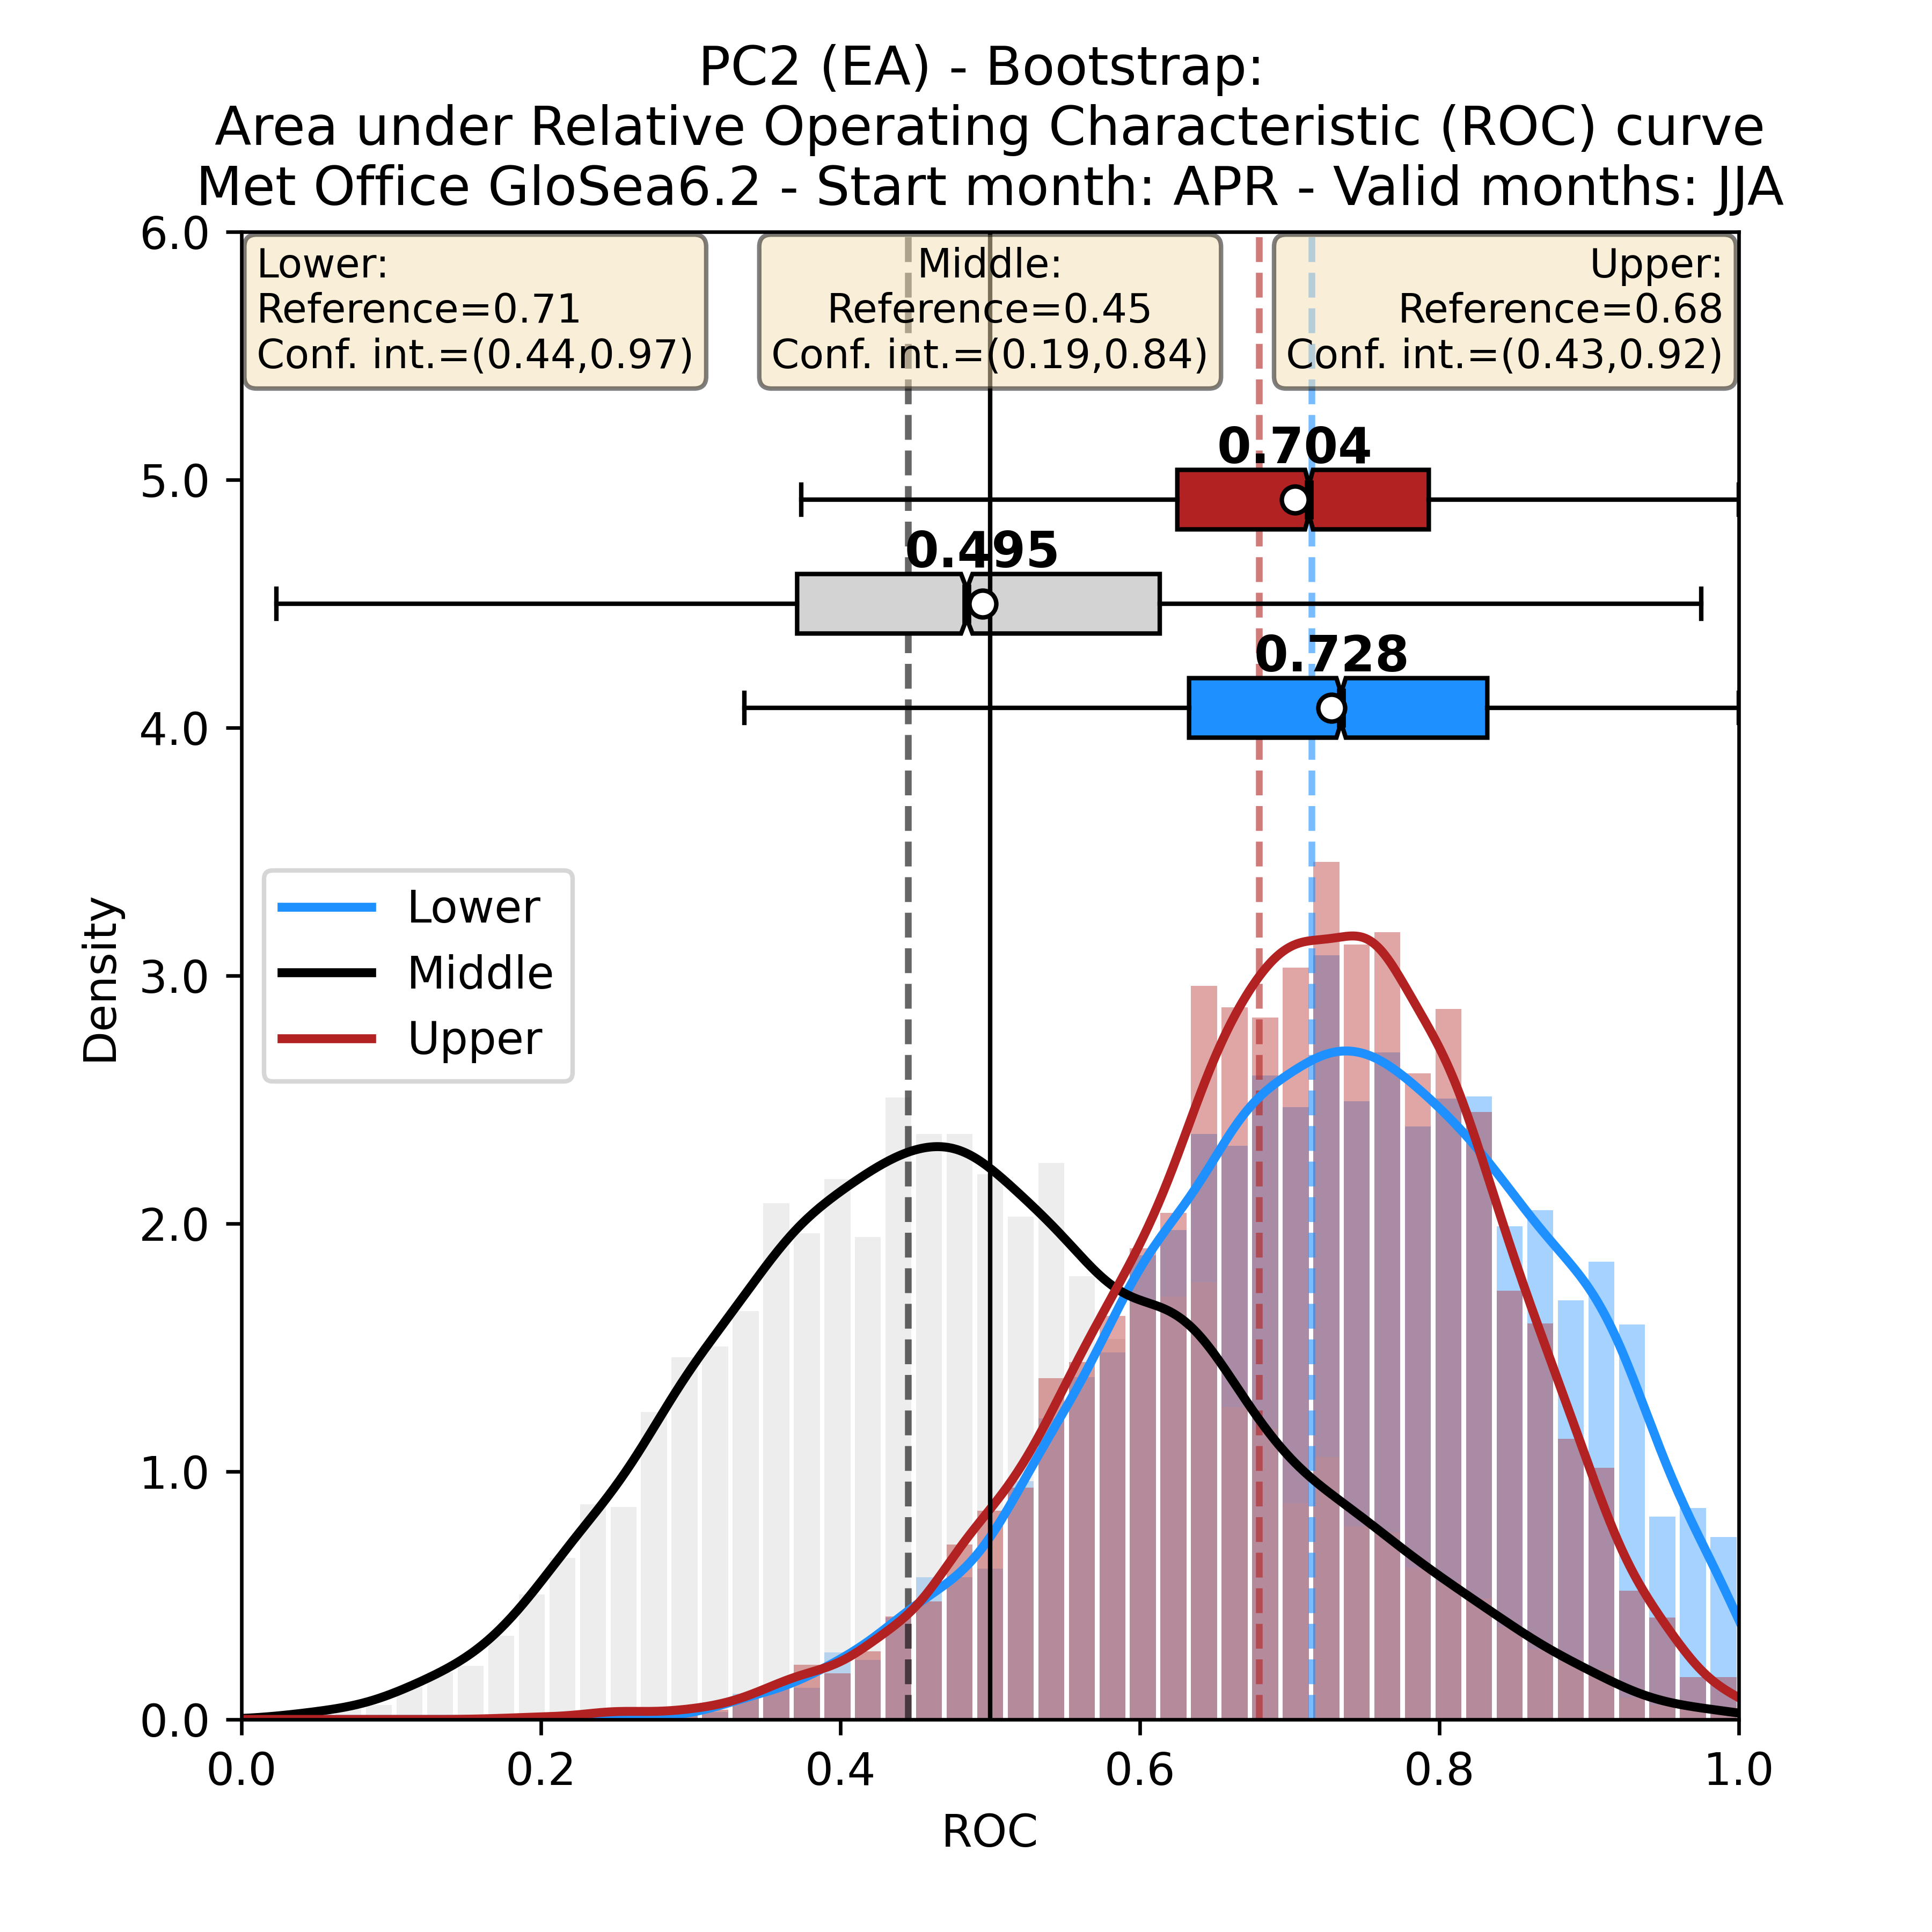 PC2 (EA) - Bootstrap:
Area under Relative Operating Characteristic (ROC) curve
Met Office GloSea6.2 - Start month: APR - Valid months: JJA
Lower:
Reference=0.71
Conf. int.=(0.44,0.97)
Middle:
Reference=0.45
Conf. int.=(0.19,0.84)
Upper:
Reference=0.68
Conf. int.=(0.43,0.92)
0.704
0.495
0.728
Lower
Middle
Upper
Density
6.0
5.0
4.0
3.0
2.0
1.0
0.0
0.0 0.2 0.4 0.6 0.8 1.0
ROC